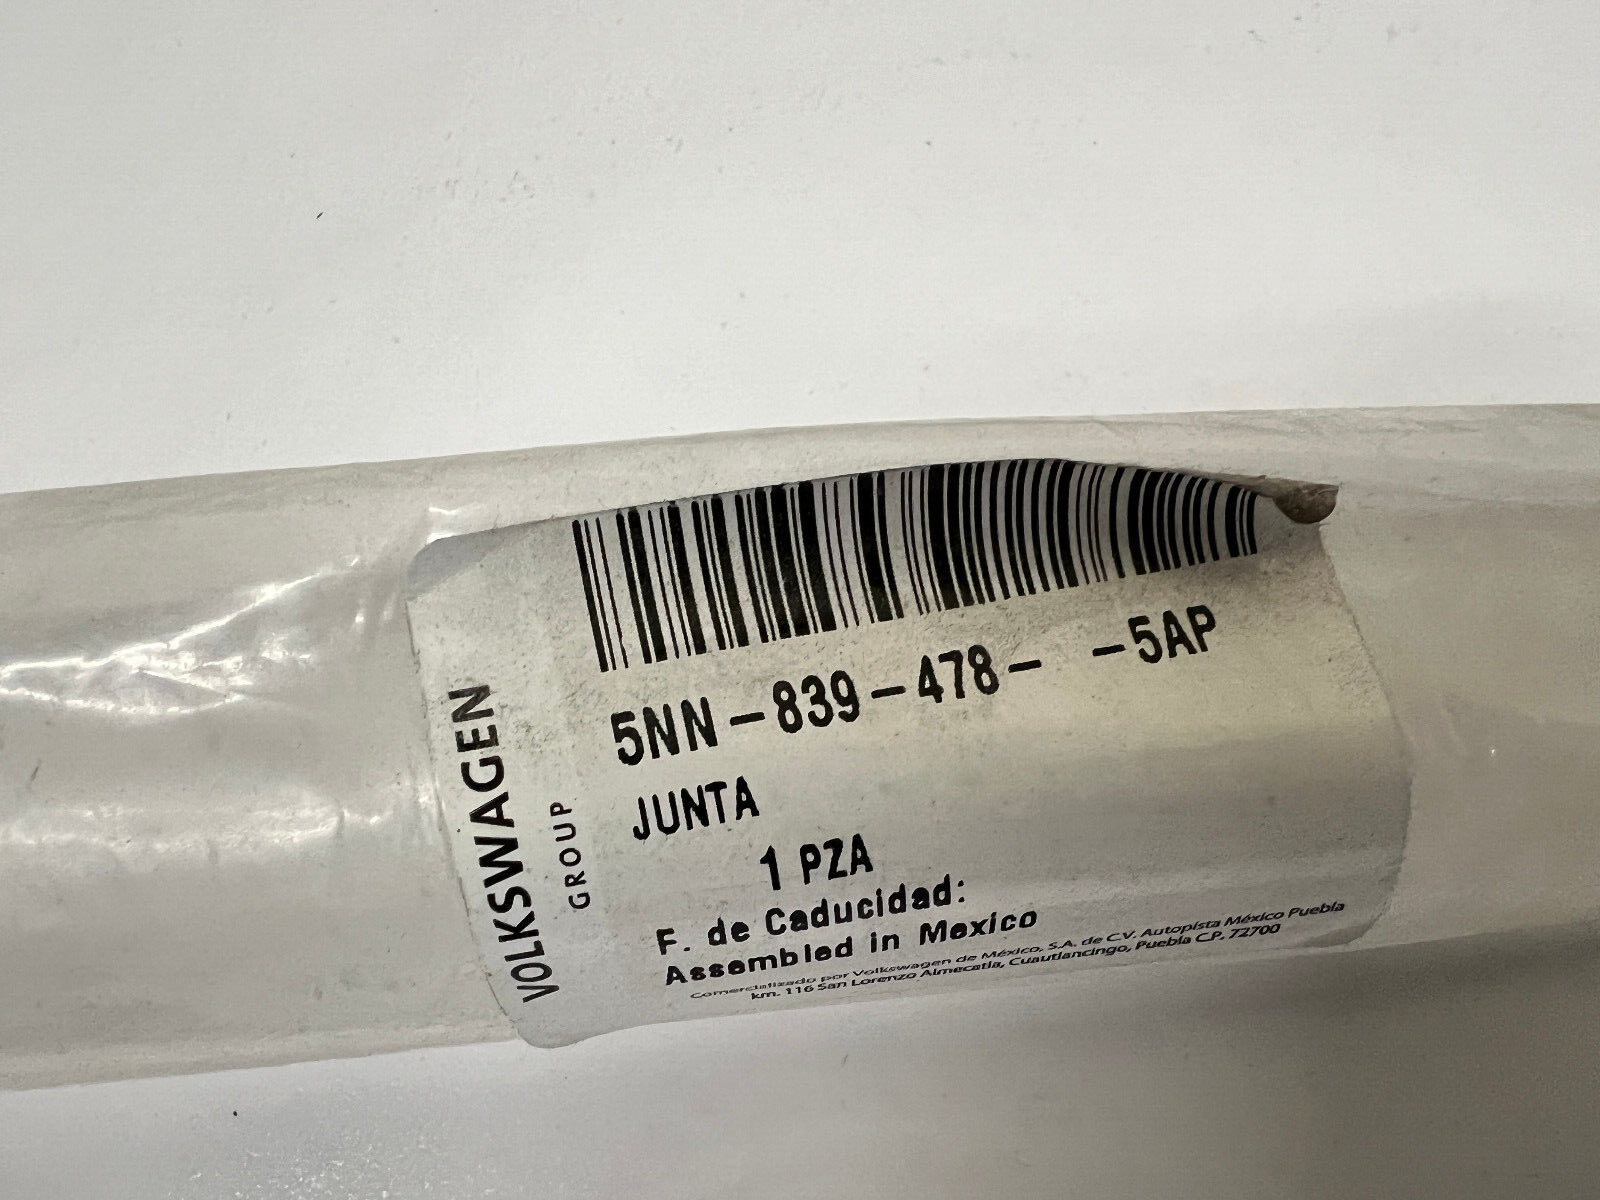 VOLKSWAGEN
GROUP
5NN-839-478- -5AP
JUNTA
1 PZA
F. de Caducidad:
Assembled in Mexico
Comercializado por Volkswagen de México, S.A. de C.V. Autopista México Puebla
km. 116 San Lorenzo Almecatla, Cuautlancingo, Puebla C.P. 72700